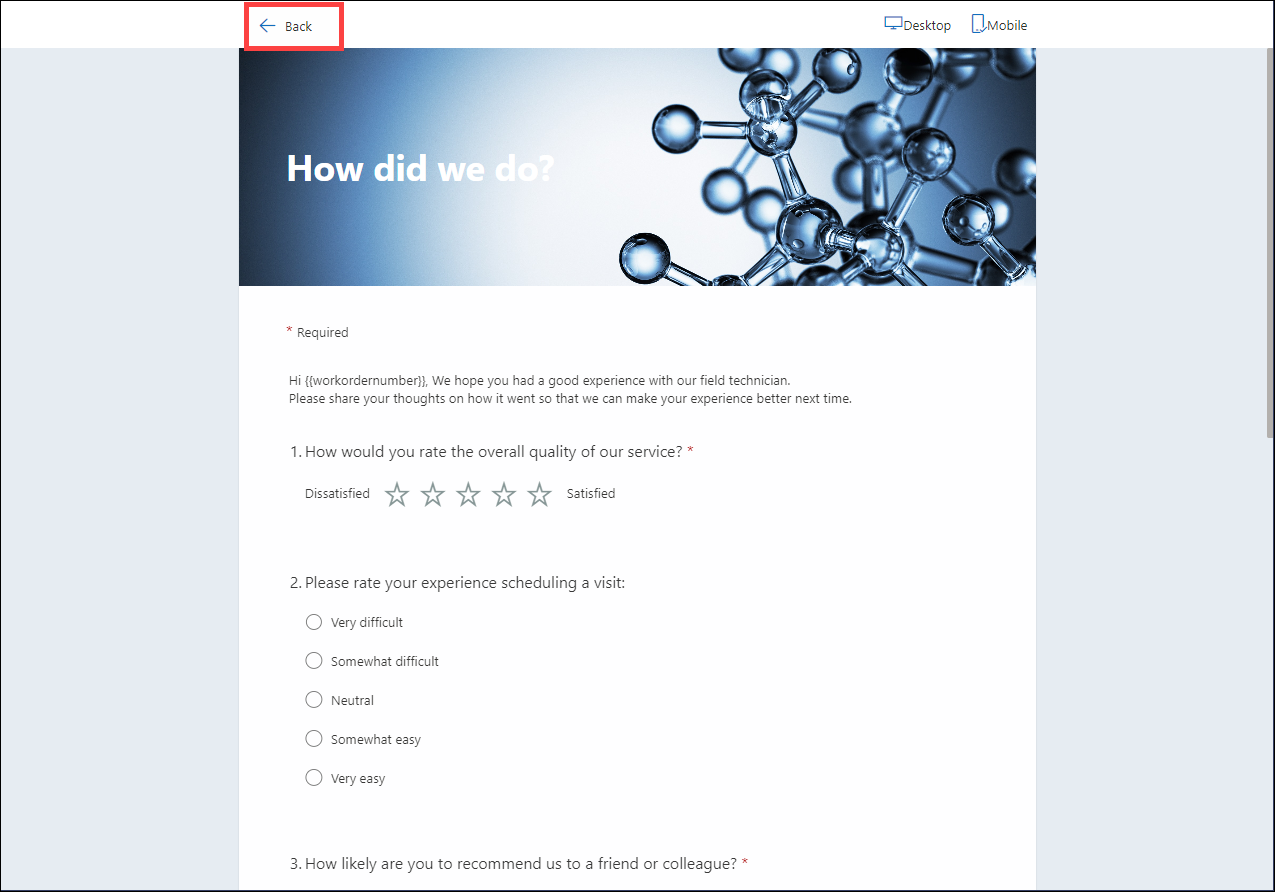 Back
Desktop
Mobile
How did we do?
* Required
Hi {{workordernumber}}, We hope you had a good experience with our field technician.
Please share your thoughts on how it went so that we can make your experience better next time.
1. How would you rate the overall quality of our service? *
Dissatisfied
Satisfied
2. Please rate your experience scheduling a visit:
Very difficult
Somewhat difficult
Neutral
Somewhat easy
Very easy
3. How likely are you to recommend us to a friend or colleague? *